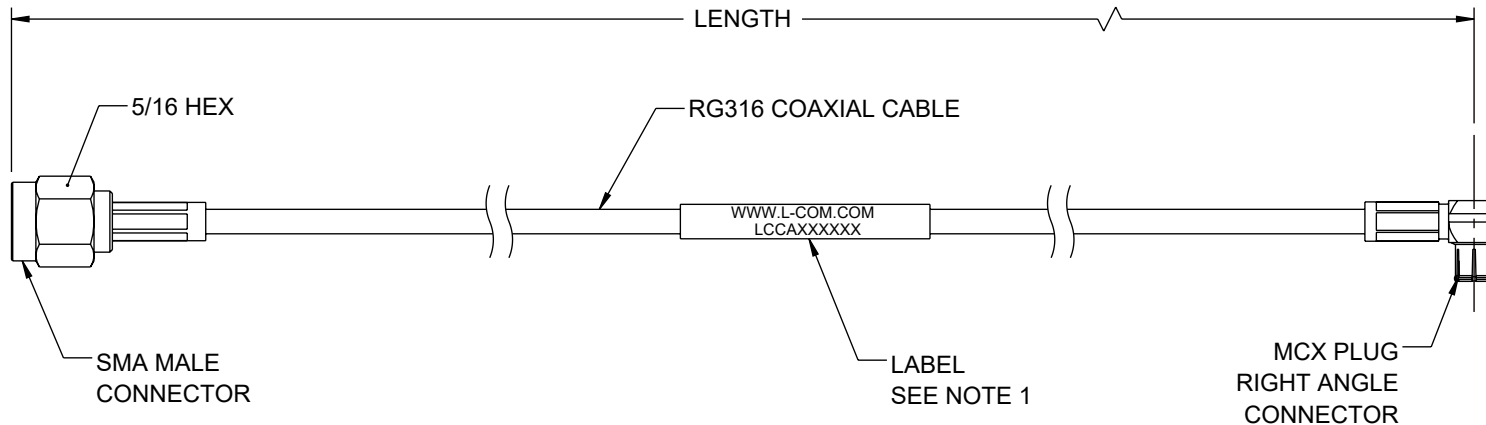 LENGTH
5/16 HEX
RG316 COAXIAL CABLE
WWW.L-COM.COM
LCCAXXXXXX
SMA MALE
CONNECTOR
LABEL
SEE NOTE 1
MCX PLUG
RIGHT ANGLE
CONNECTOR